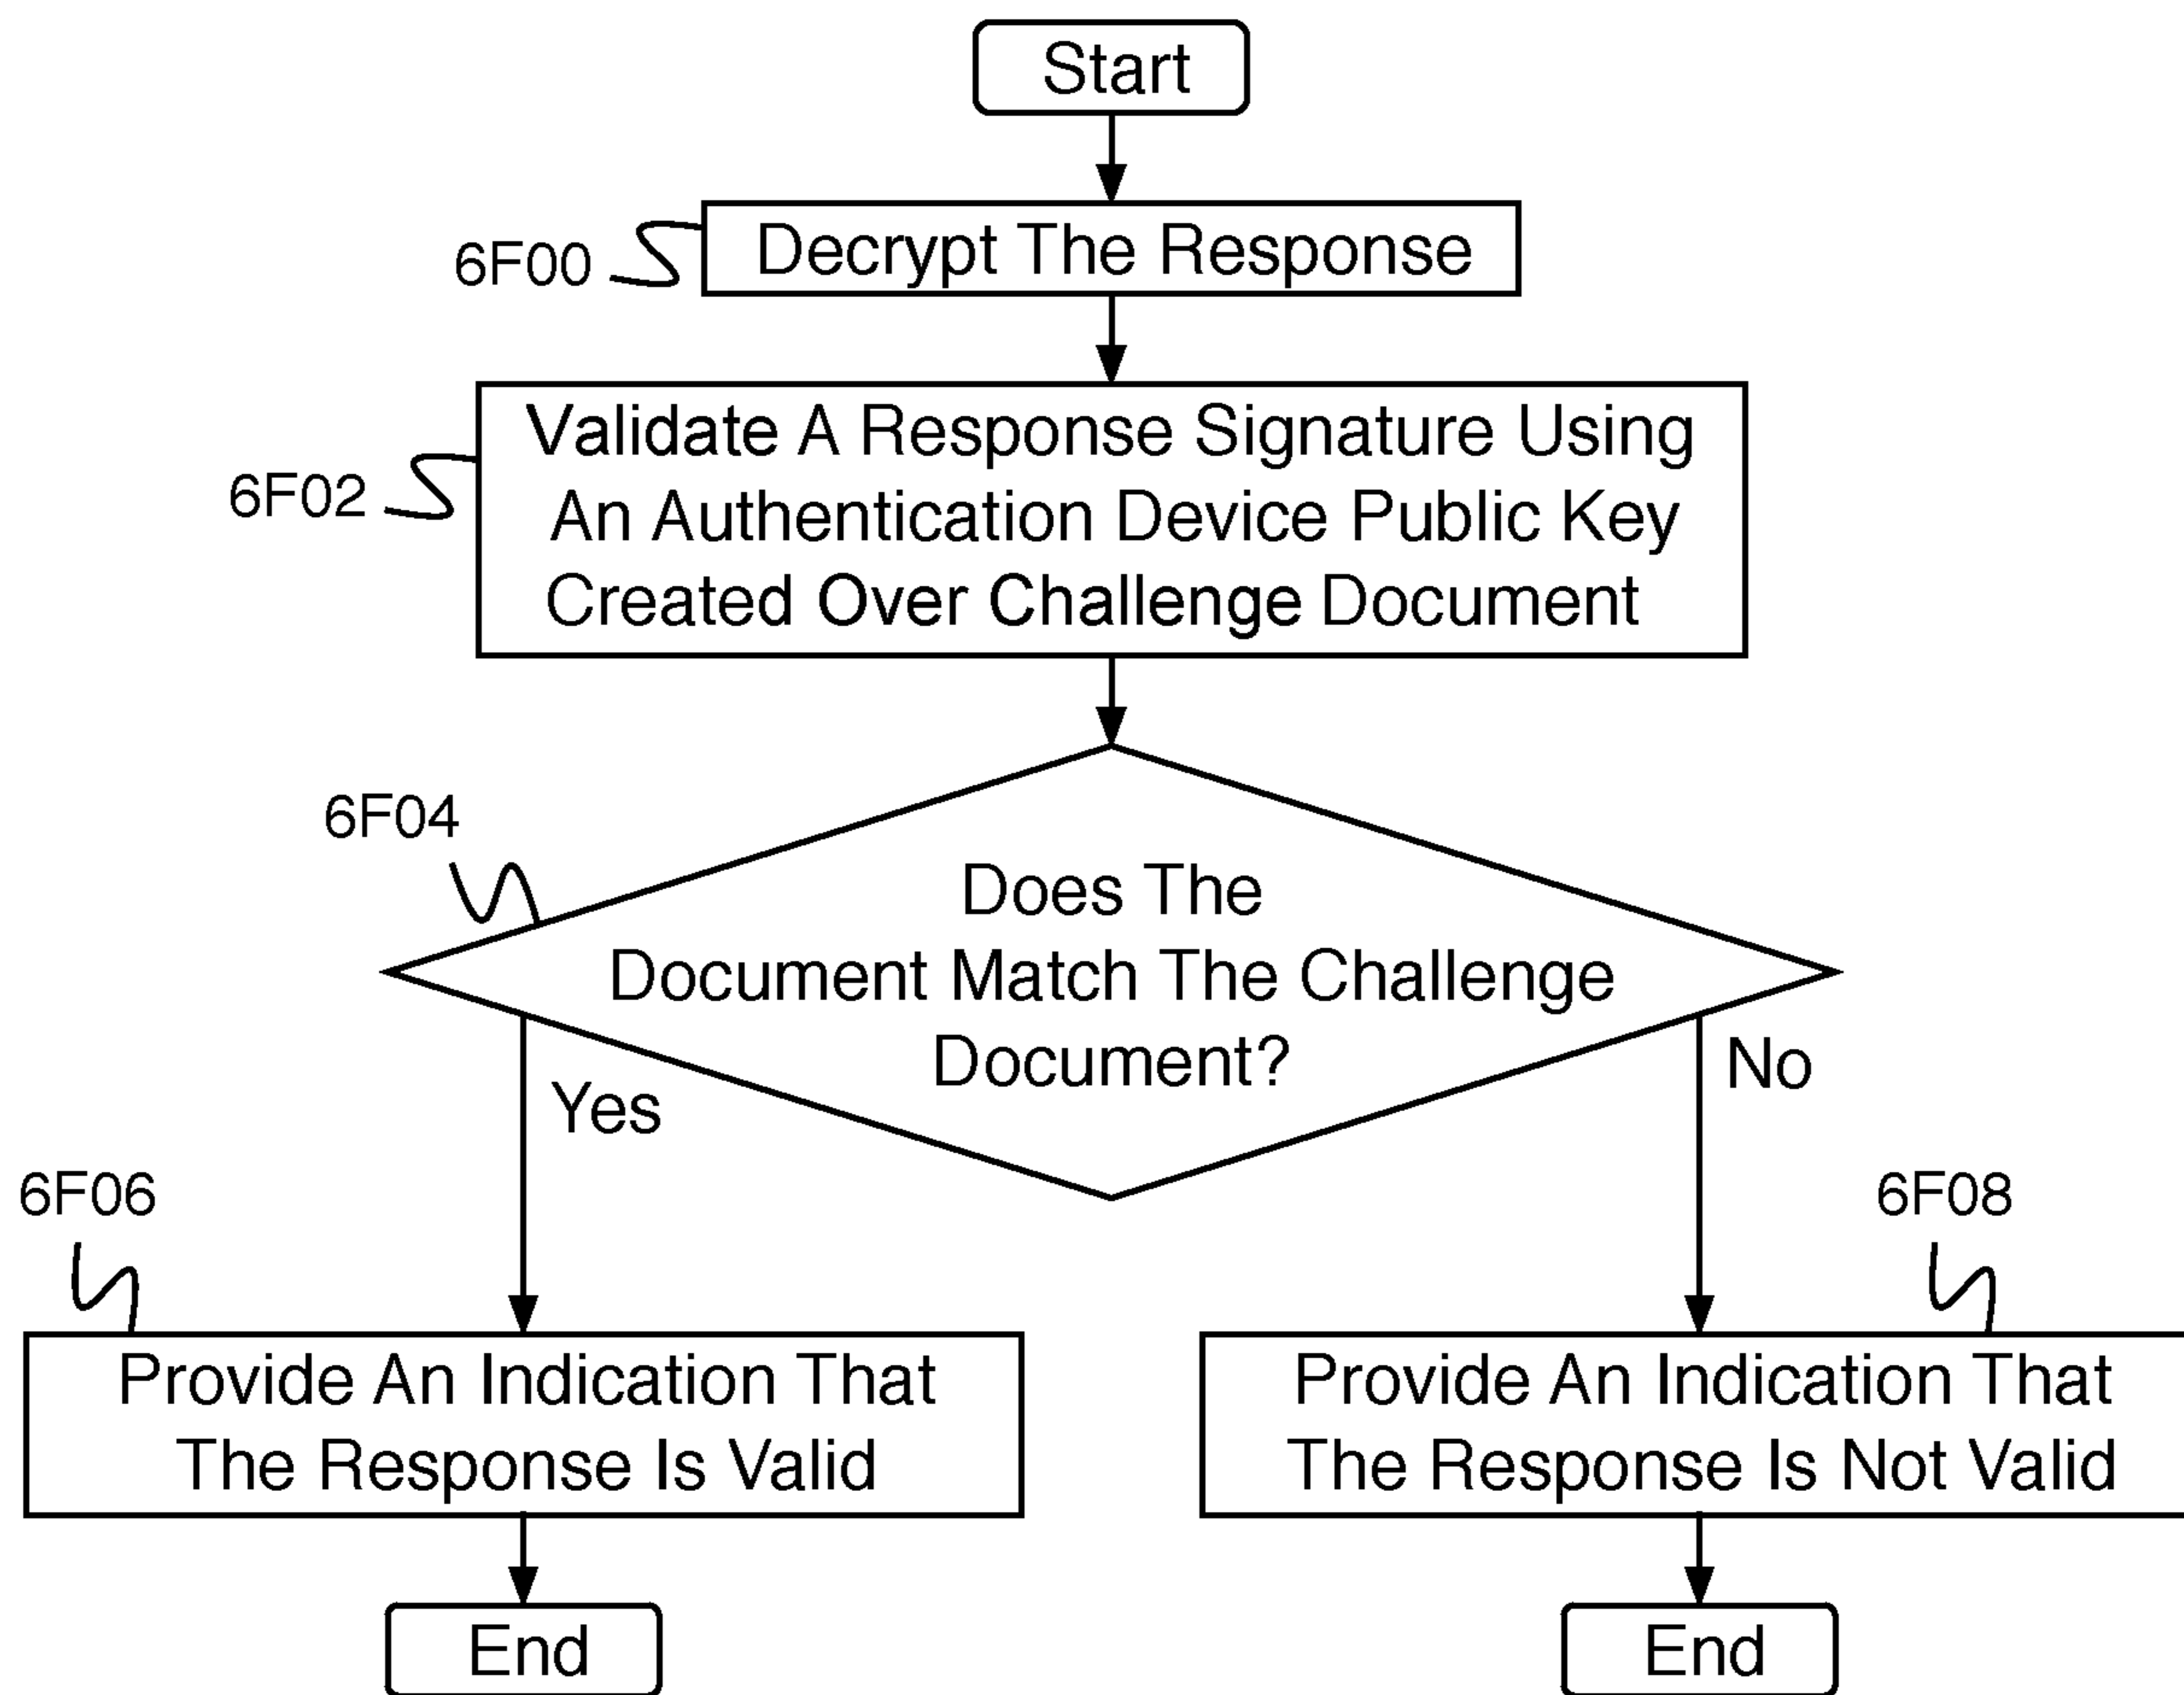 Start
6F00
Decrypt The Response
6F02
Validate A Response Signature Using
An Authentication Device Public Key
Created Over Challenge Document
6F04
Does The
Document Match The Challenge
Document?
Yes
No
6F06
6F08
Provide An Indication That
The Response Is Valid
Provide An Indication That
The Response Is Not Valid
End
End